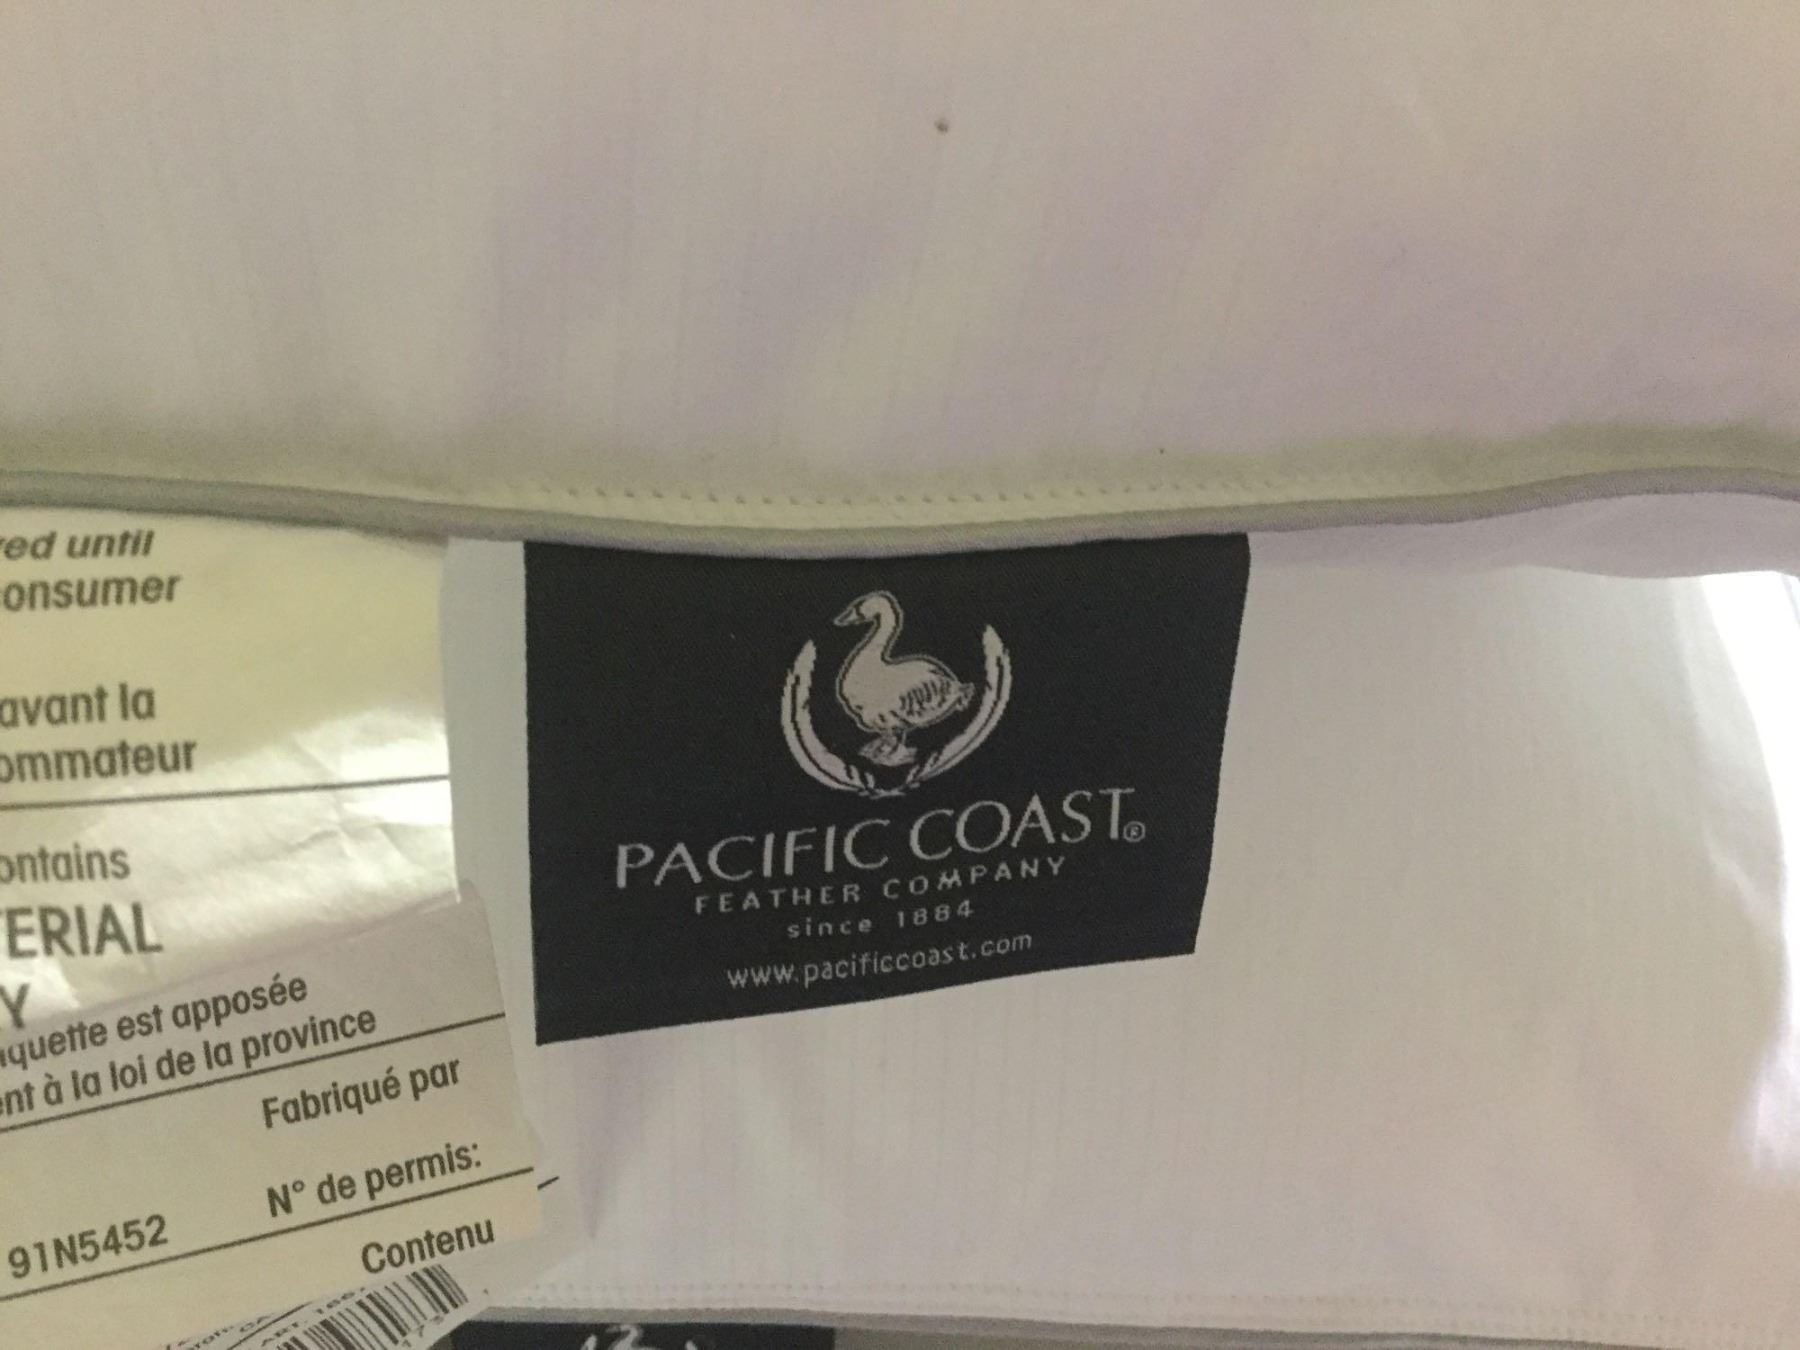 red until
onsumer
avant la
ommateur
ontains
ERIAL
Y
quette est apposée
ent à la loi de la province
Fabriqué par
N° de permis:
91N5452
Contenu
PACIFIC COAST®
FEATHER COMPANY
since 1884
www.pacificcoast.com